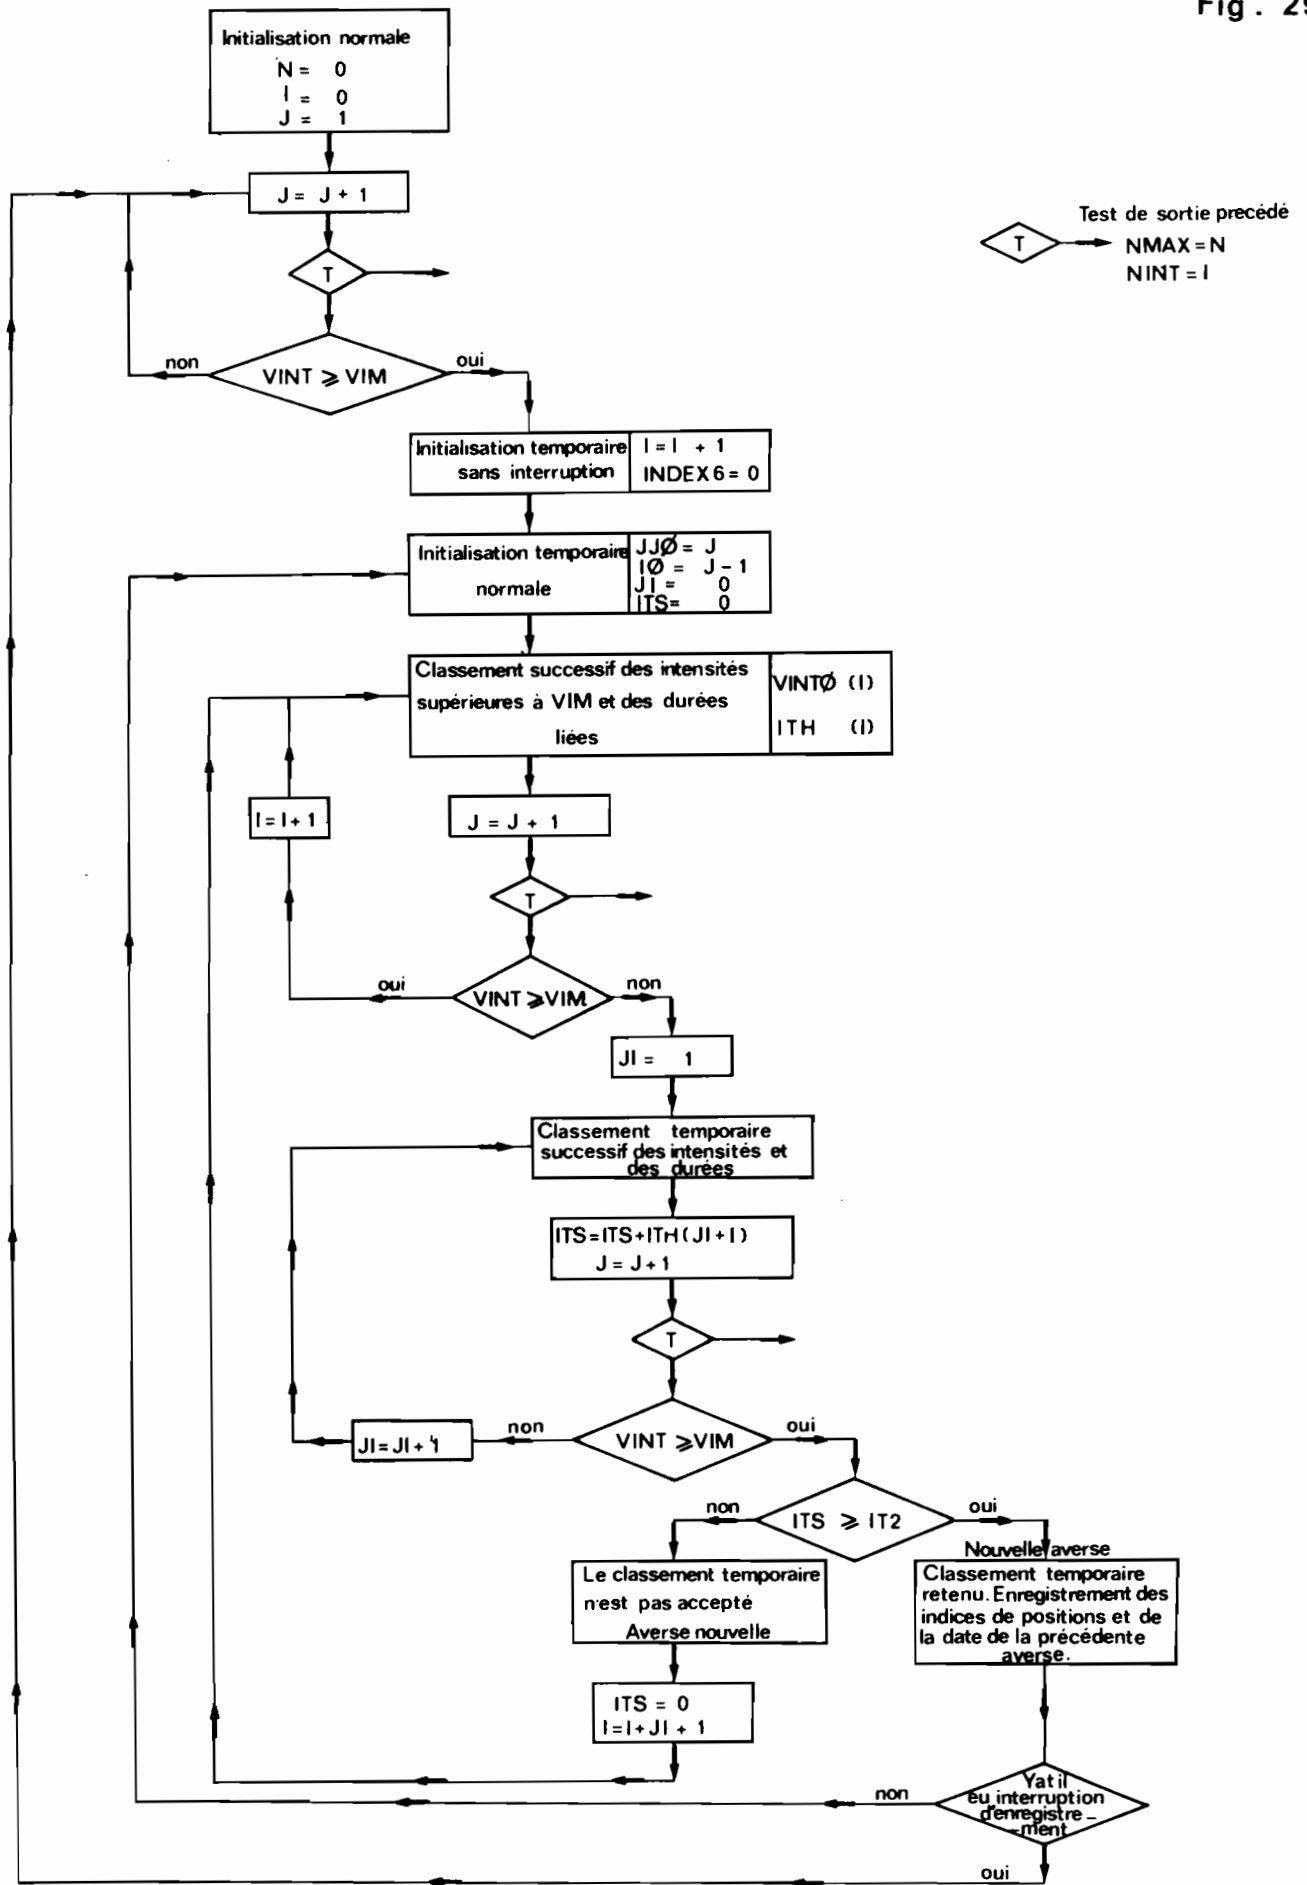 Fig. 29
Initialisation normale
N = 0
I = 0
J = 1
J = J + 1
Test de sortie precédé
T
NMAX = N
NINT = I
T
non
VINT ⩾ VIM
oui
Initialisation temporaire
sans interruption
I = I + 1
INDEX6 = 0
Initialisation temporaire
normale
JJØ = J
IØ = J - 1
JI = 0
ITS = 0
Classement successif des intensités
supérieures à VIM et des durées
liées
VINTØ (I)
ITH (I)
I = I + 1
J = J + 1
T
oui
VINT ⩾ VIM
non
JI = 1
Classement temporaire
successif des intensités et
des durées
ITS = ITS + ITH (JI + I)
J = J + 1
T
JI = JI + 1
non
VINT ⩾ VIM
oui
non
ITS ⩾ IT2
oui
Nouvelle averse
Le classement temporaire
n'est pas accepté
Averse nouvelle
Classement temporaire
retenu. Enregistrement des
indices de positions et de
la date de la précédente
averse.
ITS = 0
I = I + JI + 1
non
Yat il
eu interruption
d'enregistre -
-ment
oui